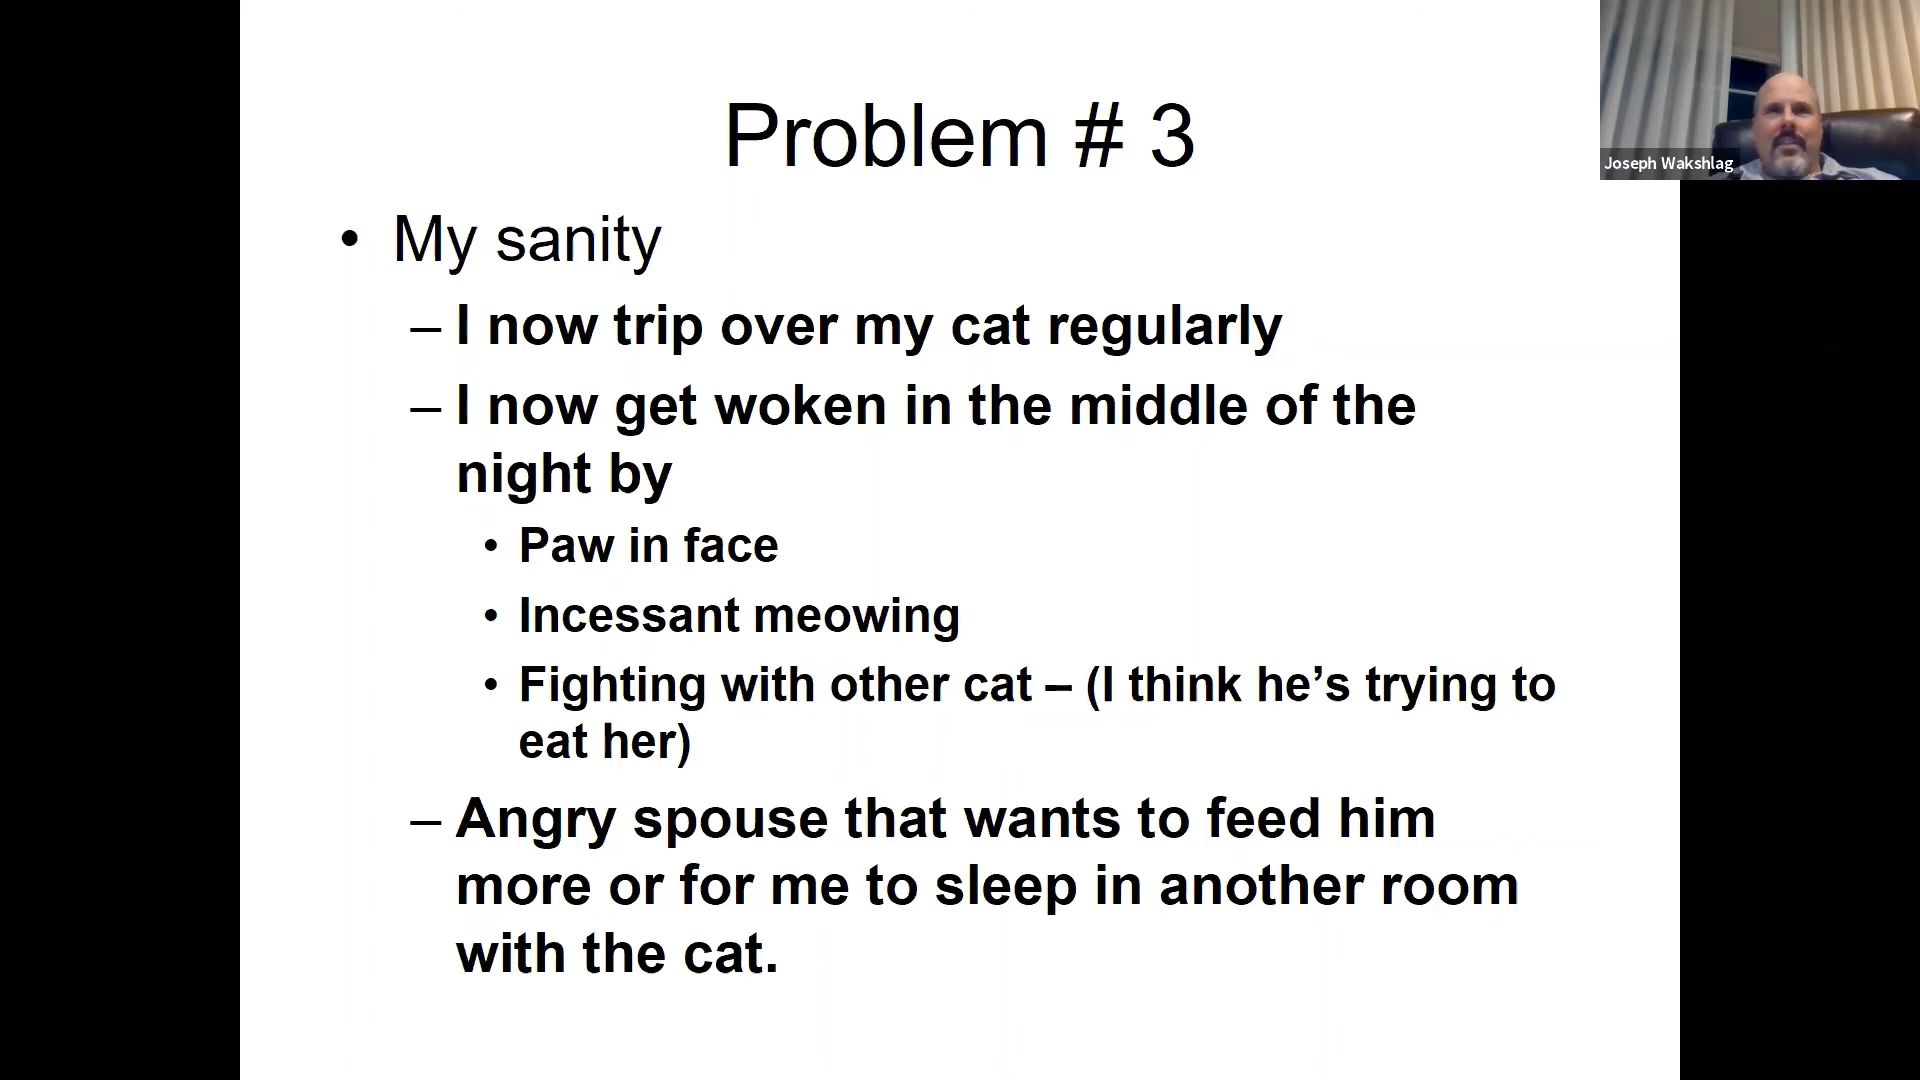 Problem # 3
Joseph Wakshlag
• My sanity
– I now trip over my cat regularly
– I now get woken in the middle of the
night by
• Paw in face
• Incessant meowing
• Fighting with other cat – (I think he’s trying to
eat her)
– Angry spouse that wants to feed him
more or for me to sleep in another room
with the cat.